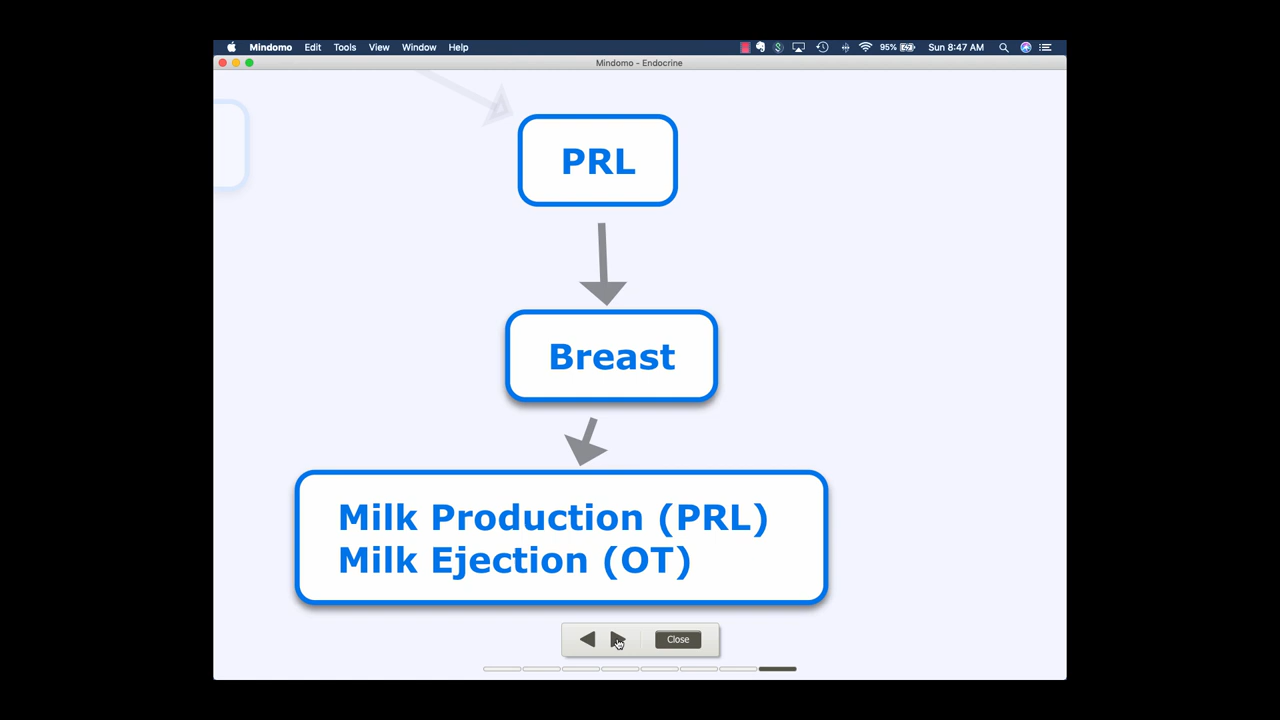 Mindomo Edit Tools View Window Help 95% Sun 8:47 AM
Mindomo - Endocrine
PRL
Breast
Milk Production (PRL)
Milk Ejection (OT)
Close